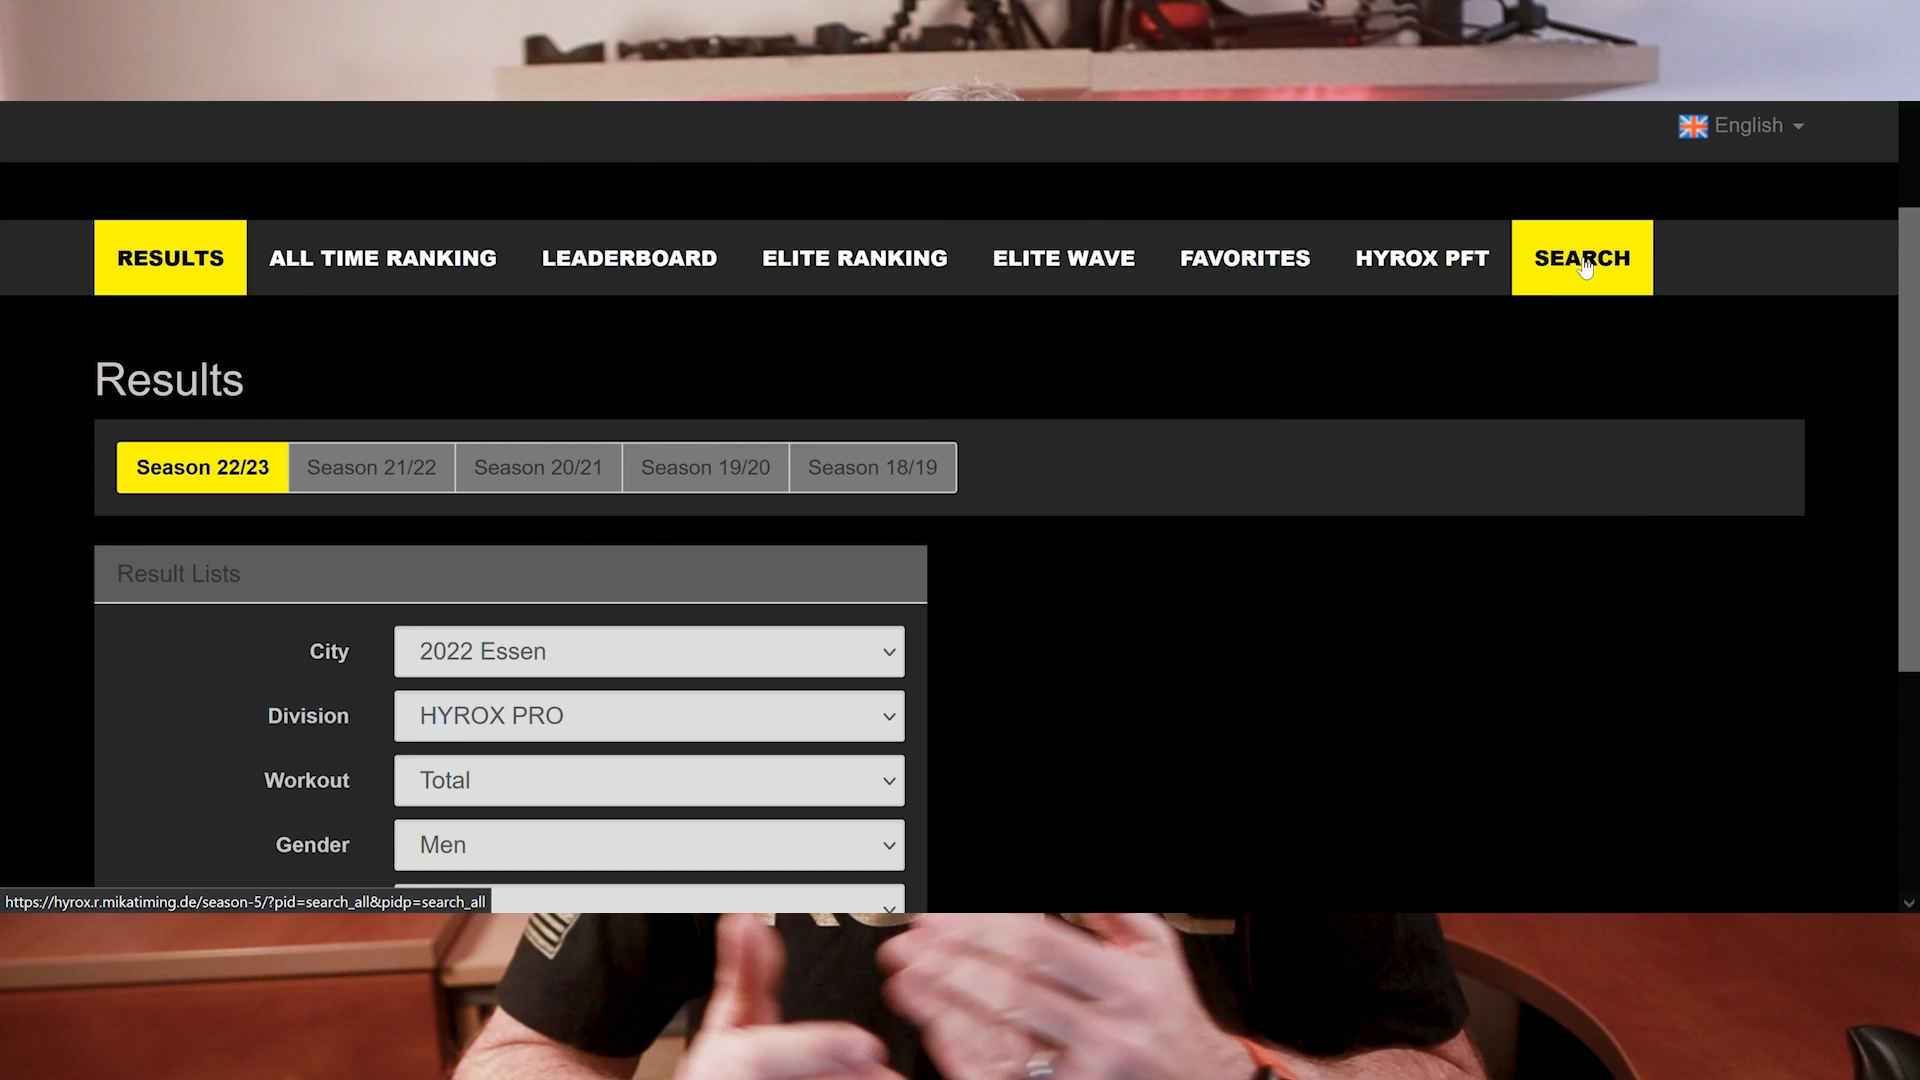 English
RESULTS ALL TIME RANKING LEADERBOARD ELITE RANKING ELITE WAVE FAVORITES HYROX PFT SEARCH
Results
Season 22/23 Season 21/22 Season 20/21 Season 19/20 Season 18/19
Result Lists
City 2022 Essen
Division HYROX PRO
Workout Total
Gender Men
https://hyrox.r.mikatiming.de/season-5/?pid=search_all&pidp=search_all